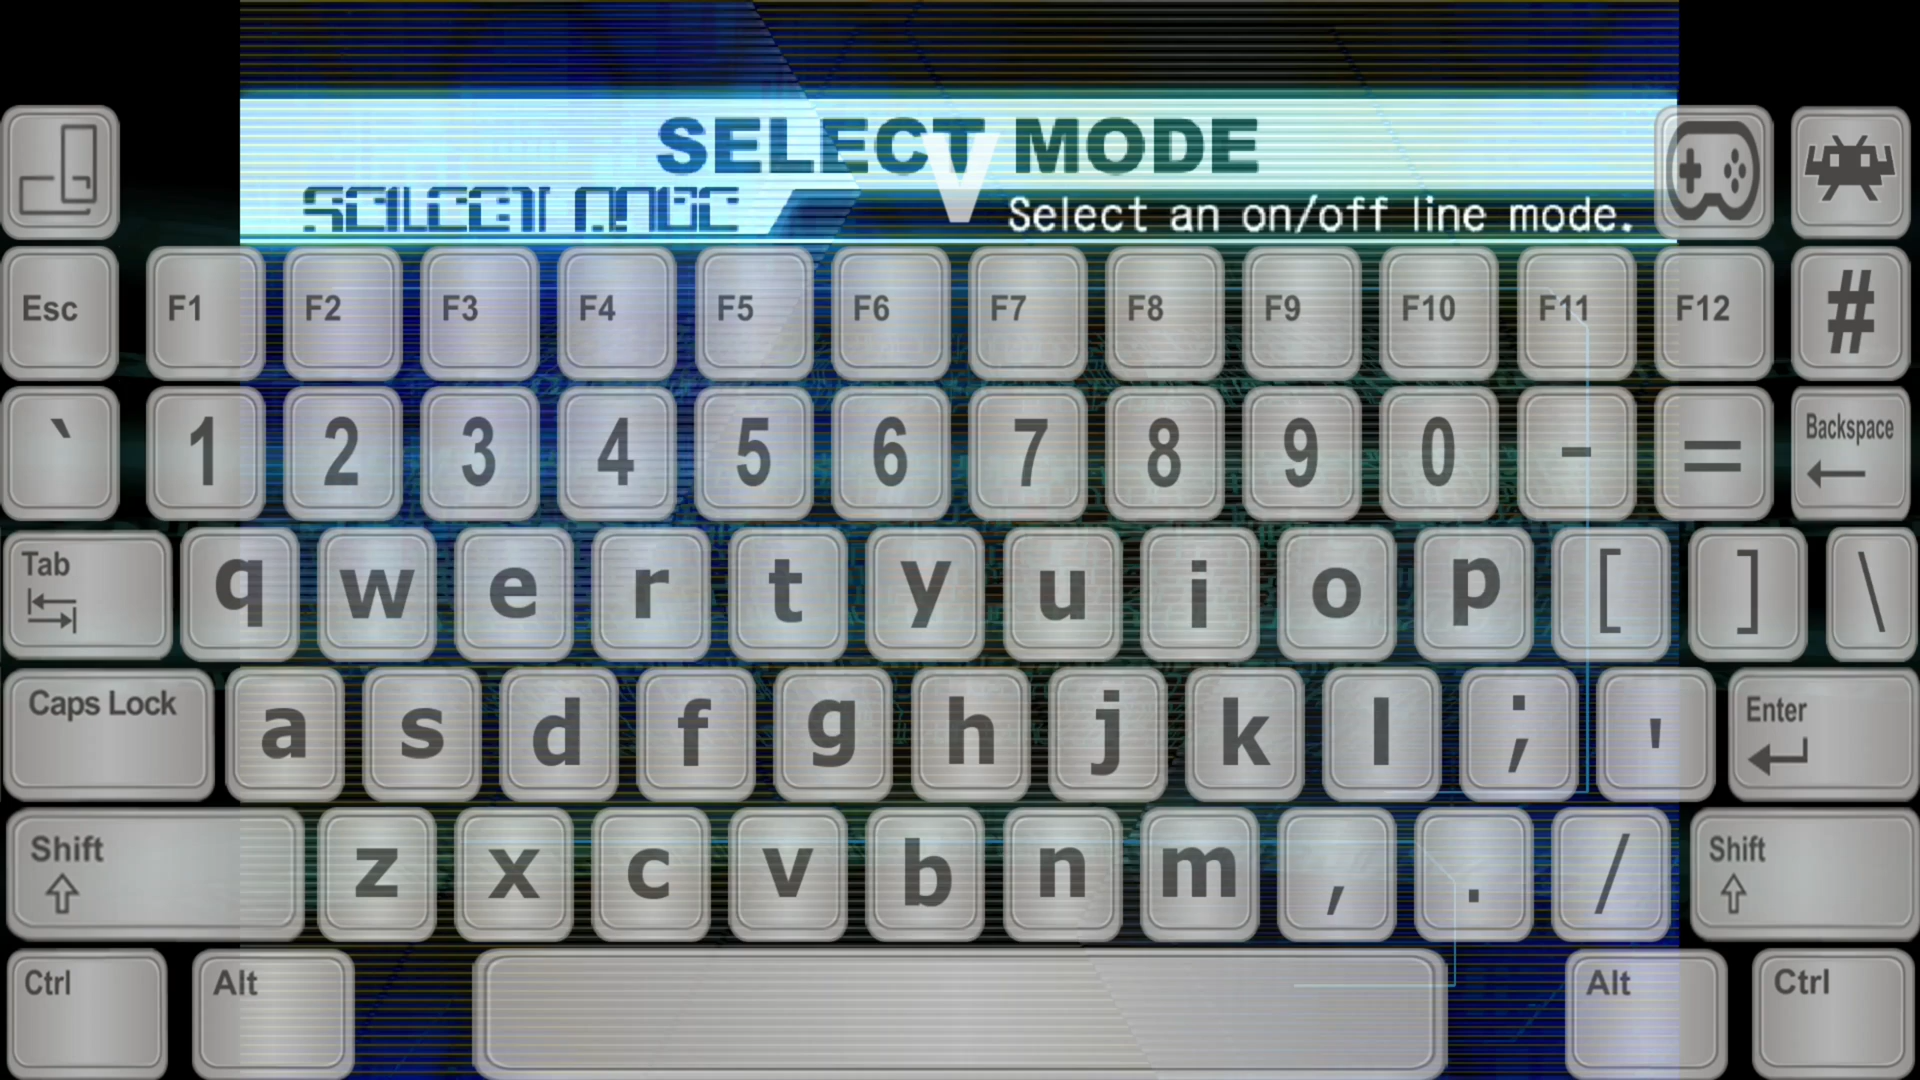 SELECT MODE
SELECT MODE
V
Select an on/off line mode.
Esc F1 F2 F3 F4 F5 F6 F7 F8 F9 F10 F11 F12 #
` 1 2 3 4 5 6 7 8 9 0 - = Backspace
Tab q w e r t y u i o p [ ] \
Caps Lock a s d f g h j k l ; ' Enter
Shift z x c v b n m , . / Shift
Ctrl Alt Alt Ctrl